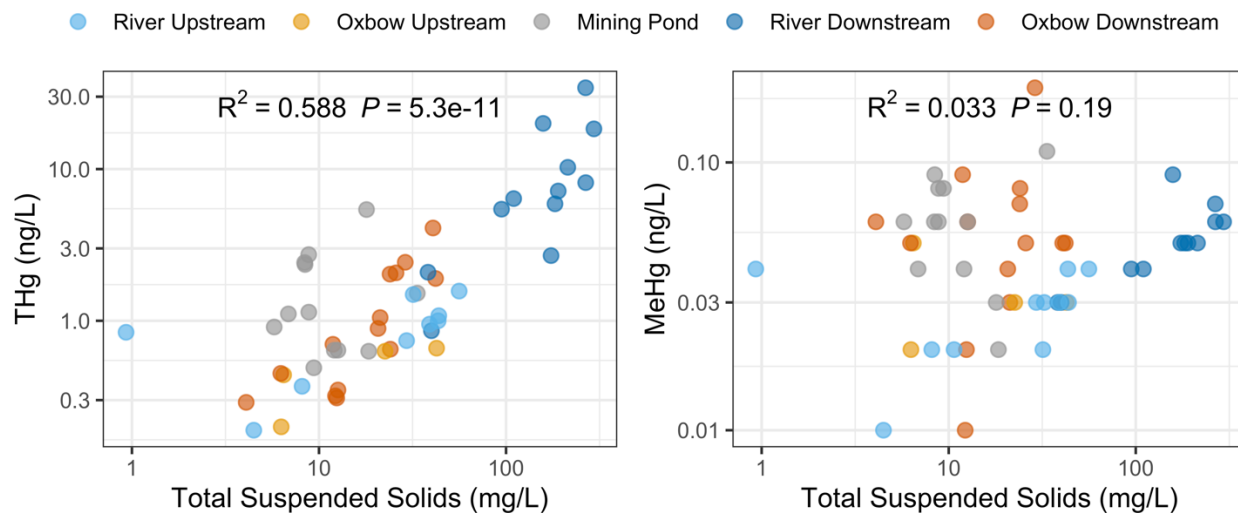 River Upstream Oxbow Upstream Mining Pond River Downstream Oxbow Downstream
R² = 0.588 P = 5.3e-11
THg (ng/L)
30.0
10.0
3.0
1.0
0.3
1 10 100
Total Suspended Solids (mg/L)
R² = 0.033 P = 0.19
MeHg (ng/L)
0.10
0.03
0.01
1 10 100
Total Suspended Solids (mg/L)